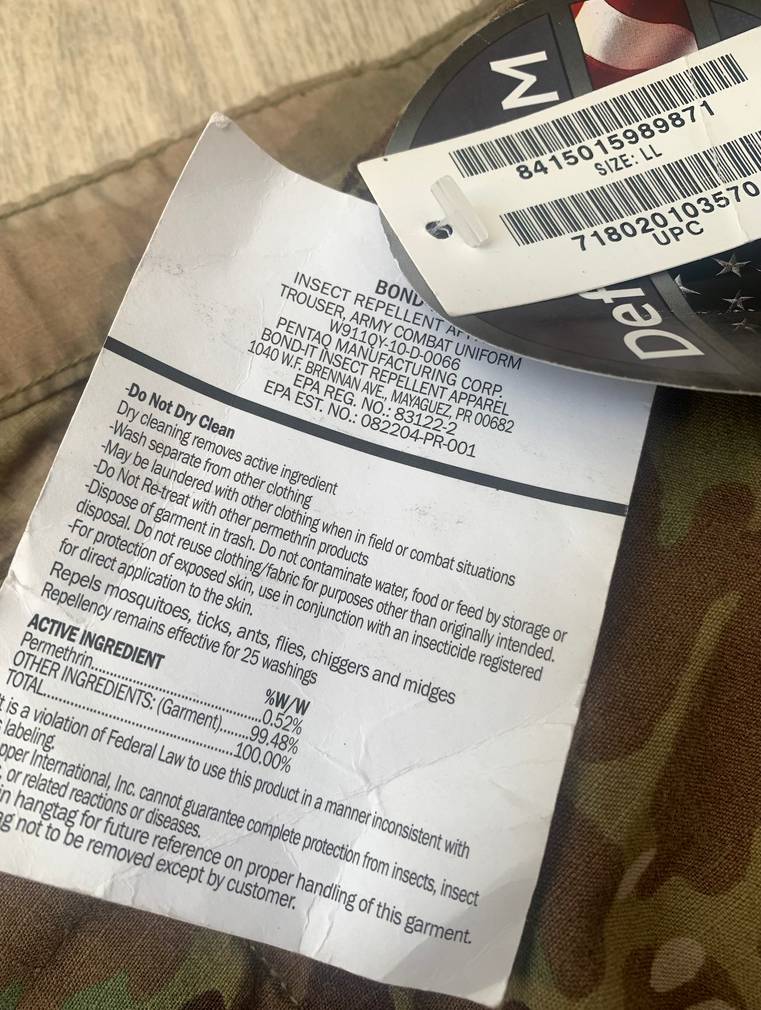 M
8415015989871
SIZE: LL
718020103570
UPC
Def
BOND
INSECT REPELLENT
TROUSER, ARMY COMBAT UNIFORM
W911QY-10-D-0066
PENTAQ MANUFACTURING CORP.
BOND-IT INSECT REPELLENT APPAREL
1040 W.F. BRENNAN AVE., MAYAGUEZ, PR 00682
EPA REG. NO.: 83122-2
EPA EST. NO.: 082204-PR-001
-Do Not Dry Clean
Dry cleaning removes active ingredient
-Wash separate from other clothing
-May be laundered with other clothing when in field or combat situations
-Do Not Re-treat with other permethrin products
-Dispose of garment in trash. Do not contaminate water, food or feed by storage or
disposal. Do not reuse clothing/fabric for purposes other than originally intended.
-For protection of exposed skin, use in conjunction with an insecticide registered
for direct application to the skin.
Repels mosquitoes, ticks, ants, flies, chiggers and midges
Repellency remains effective for 25 washings
ACTIVE INGREDIENT %W/W
Permethrin..............................0.52%
OTHER INGREDIENTS: (Garment)......99.48%
TOTAL..................................100.00%
t is a violation of Federal Law to use this product in a manner inconsistent with
s labeling.
pper International, Inc. cannot guarantee complete protection from insects, insect
, or related reactions or diseases.
in hangtag for future reference on proper handling of this garment.
ag not to be removed except by customer.